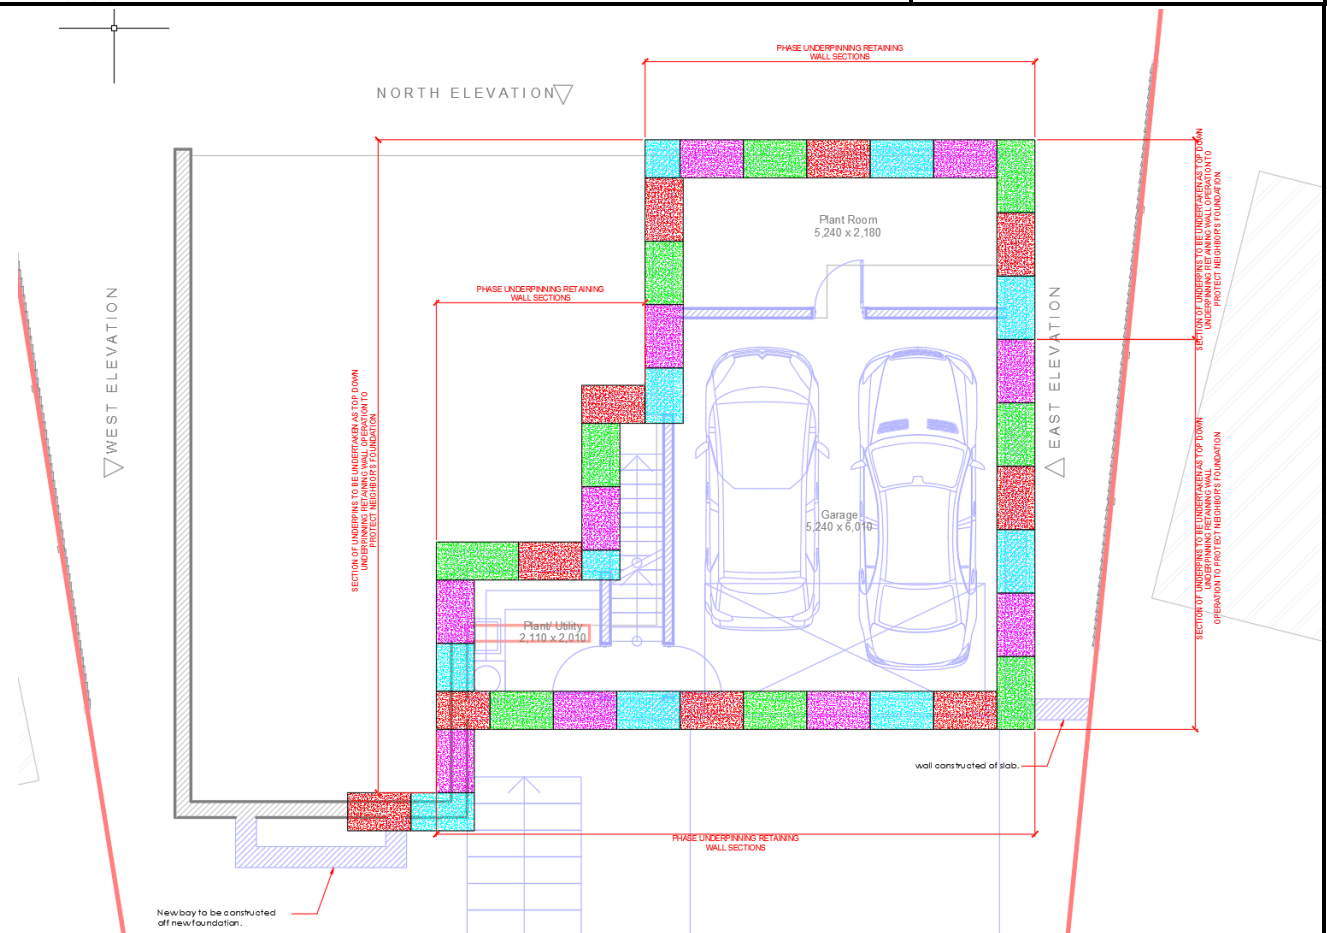 PHASE UNDERPINNING RETAINING
WALL SECTIONS
NORTH ELEVATION
SECTION OF UNDERPINS TO BE UNDERTAKEN AS TOP DOWN
UNDERPINNING RETAINING WALL OPERATION TO
PROTECT NEIGHBOR'S FOUNDATION
Plant Room
5,240 x 2,180
PHASE UNDERPINNING RETAINING
WALL SECTIONS
WEST ELEVATION
EAST ELEVATION
SECTION OF UNDERPINS TO BE UNDERTAKEN AS TOP DOWN
UNDERPINNING RETAINING WALL OPERATION TO
PROTECT NEIGHBOR'S FOUNDATION
SECTION OF UNDERPINS TO BE UNDERTAKEN AS TOP DOWN
UNDERPINNING RETAINING WALL
OPERATION TO PROTECT NEIGHBOR'S FOUNDATION
Garage
5,240 x 6,010
Plant/ Utility
2,110 x 2,010
wall constructed of slab.
PHASE UNDERPINNING RETAINING
WALL SECTIONS
New bay to be constructed
off new foundation.